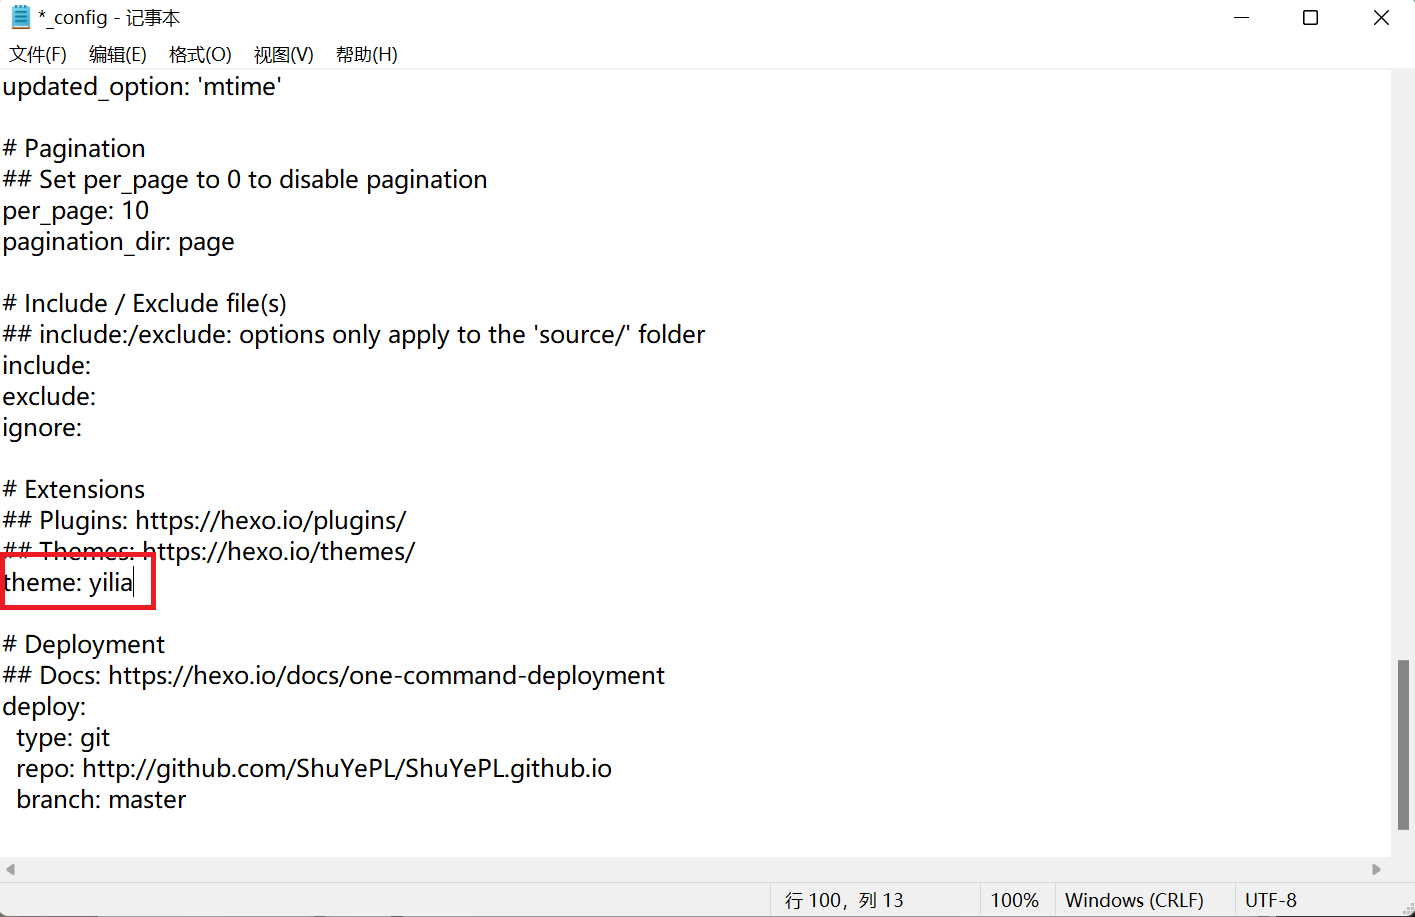 *_config - 记事本
文件(F) 编辑(E) 格式(O) 视图(V) 帮助(H)
updated_option: 'mtime'
# Pagination
## Set per_page to 0 to disable pagination
per_page: 10
pagination_dir: page
# Include / Exclude file(s)
## include:/exclude: options only apply to the 'source/' folder
include:
exclude:
ignore:
# Extensions
## Plugins: https://hexo.io/plugins/
## Themes: https://hexo.io/themes/
theme: yilia
# Deployment
## Docs: https://hexo.io/docs/one-command-deployment
deploy:
  type: git
  repo: http://github.com/ShuYePL/ShuYePL.github.io
  branch: master
行 100，列 13 100% Windows (CRLF) UTF-8